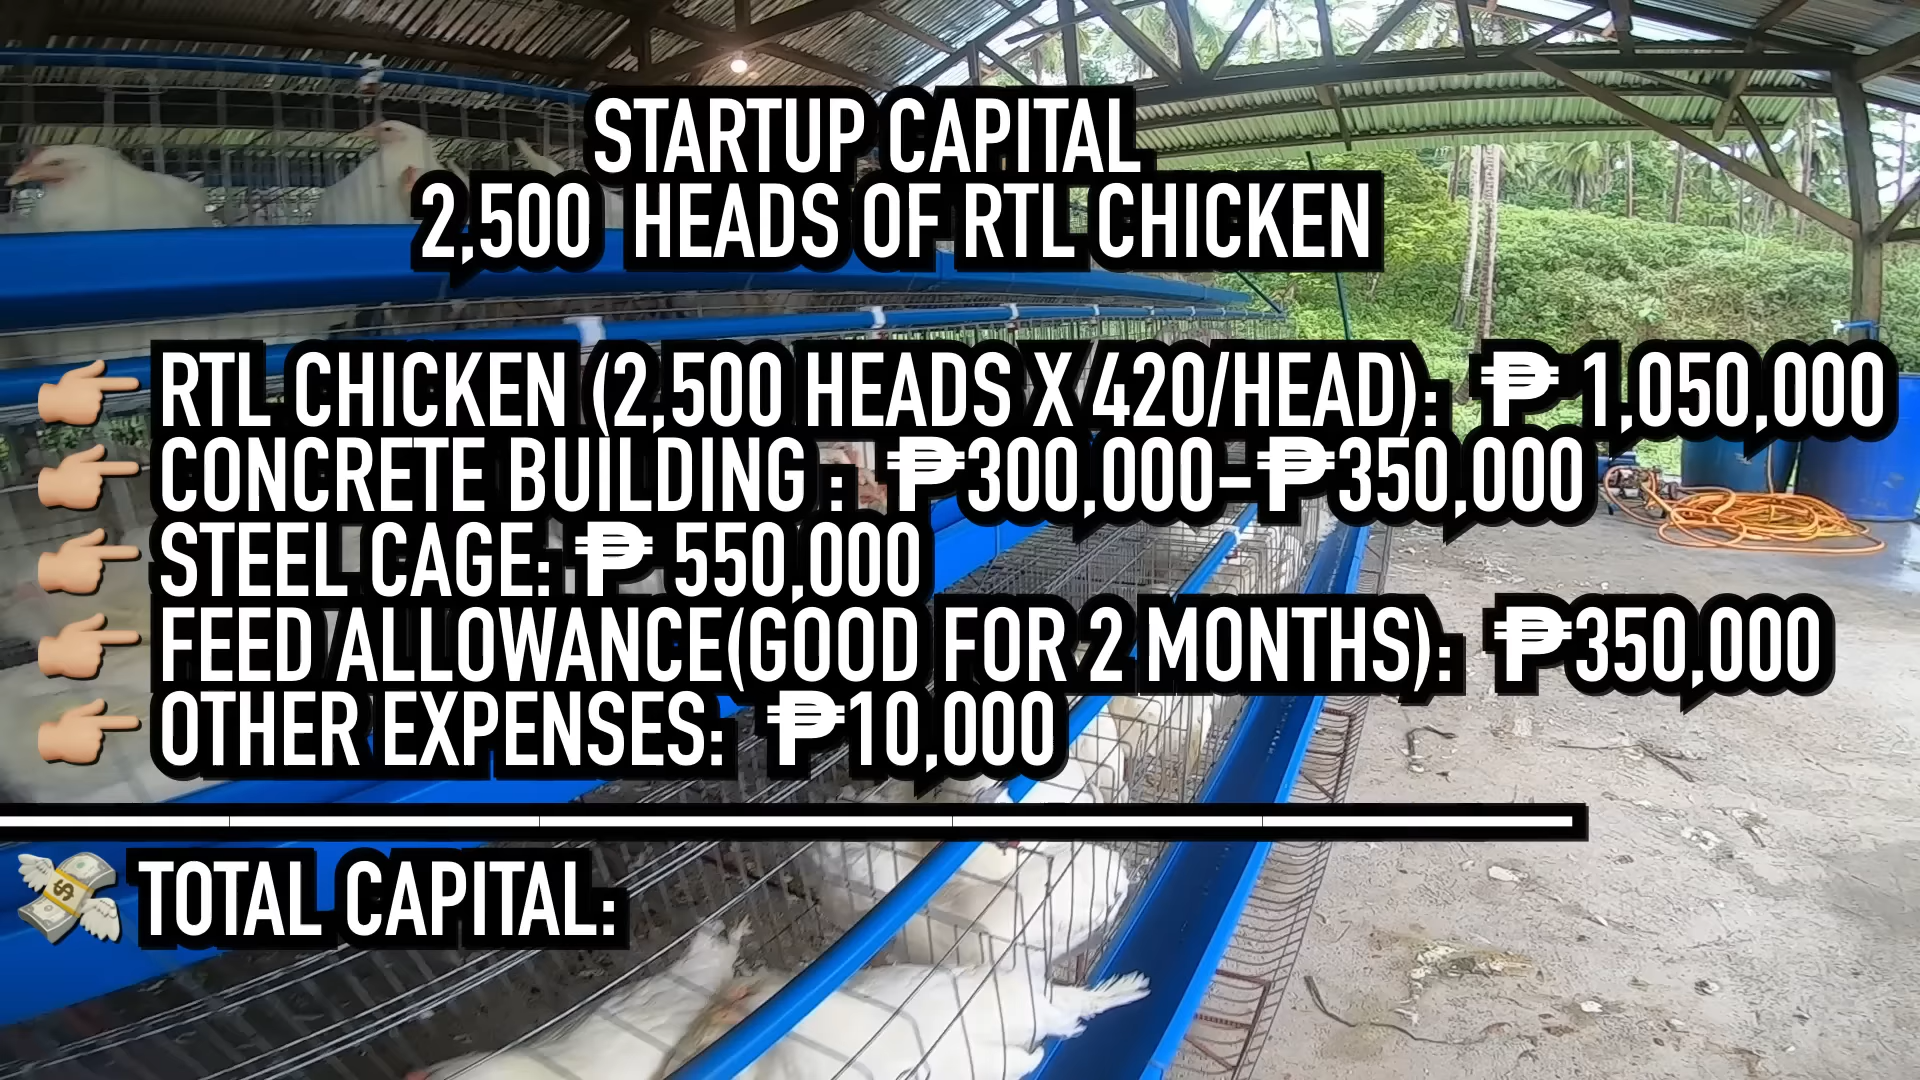 STARTUP CAPITAL
2,500 HEADS OF RTL CHICKEN
👉🏼 RTL CHICKEN (2,500 HEADS X 420/HEAD): ₱ 1,050,000
👉🏼 CONCRETE BUILDING : ₱300,000-₱350,000
👉🏼 STEEL CAGE: ₱ 550,000
👉🏼 FEED ALLOWANCE(GOOD FOR 2 MONTHS): ₱350,000
👉🏼 OTHER EXPENSES: ₱10,000
💸 TOTAL CAPITAL: